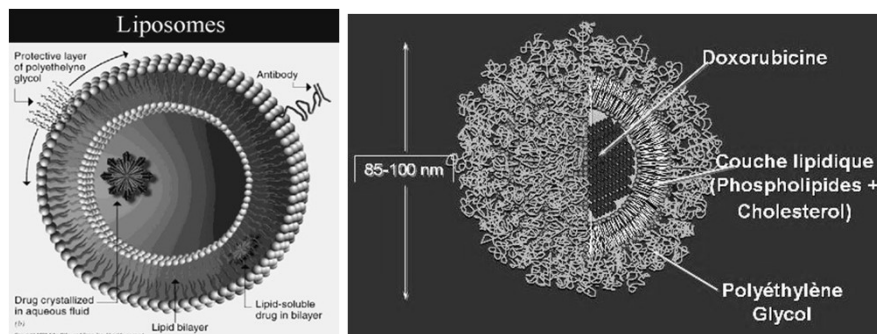 Liposomes
Protective layer
of polyethelyne
glycol
Antibody
Drug crystallized
in aqueous fluid
Lipid bilayer
Lipid-soluble
drug in bilayer
85-100 nm
Doxorubicine
Couche lipidique
(Phospholipides +
Cholesterol)
Polyéthylène
Glycol